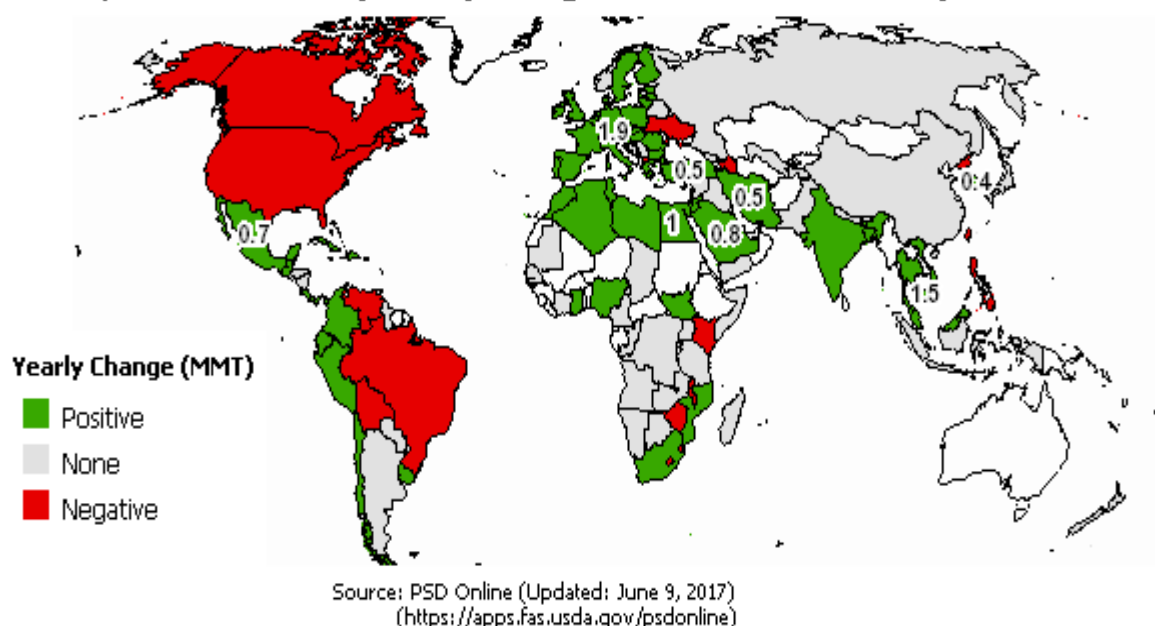 1.9
0.5
0.4
0.5
1
0.8
0.7
1.5
Yearly Change (MMT)
Positive
None
Negative
Source: PSD Online (Updated: June 9, 2017)
(https://apps.fas.usda.gov/psdonline)